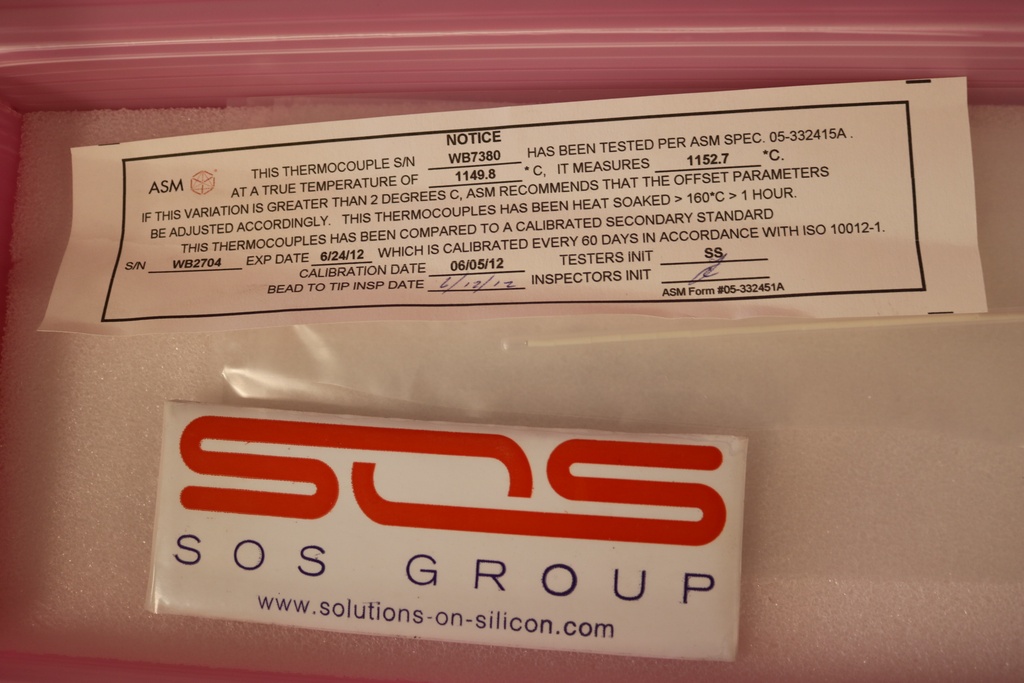 NOTICE
ASM THIS THERMOCOUPLE S/N WB7380 HAS BEEN TESTED PER ASM SPEC. 05-332415A .
AT A TRUE TEMPERATURE OF 1149.8 *C, IT MEASURES 1152.7 *C.
IF THIS VARIATION IS GREATER THAN 2 DEGREES C, ASM RECOMMENDS THAT THE OFFSET PARAMETERS
BE ADJUSTED ACCORDINGLY. THIS THERMOCOUPLES HAS BEEN HEAT SOAKED > 160*C > 1 HOUR.
THIS THERMOCOUPLES HAS BEEN COMPARED TO A CALIBRATED SECONDARY STANDARD
S/N WB2704 EXP DATE 6/24/12 WHICH IS CALIBRATED EVERY 60 DAYS IN ACCORDANCE WITH ISO 10012-1.
CALIBRATION DATE 06/05/12 TESTERS INIT SS
BEAD TO TIP INSP DATE 6/12/12 INSPECTORS INIT
ASM Form #05-332451A
SOS
SOS GROUP
www.solutions-on-silicon.com